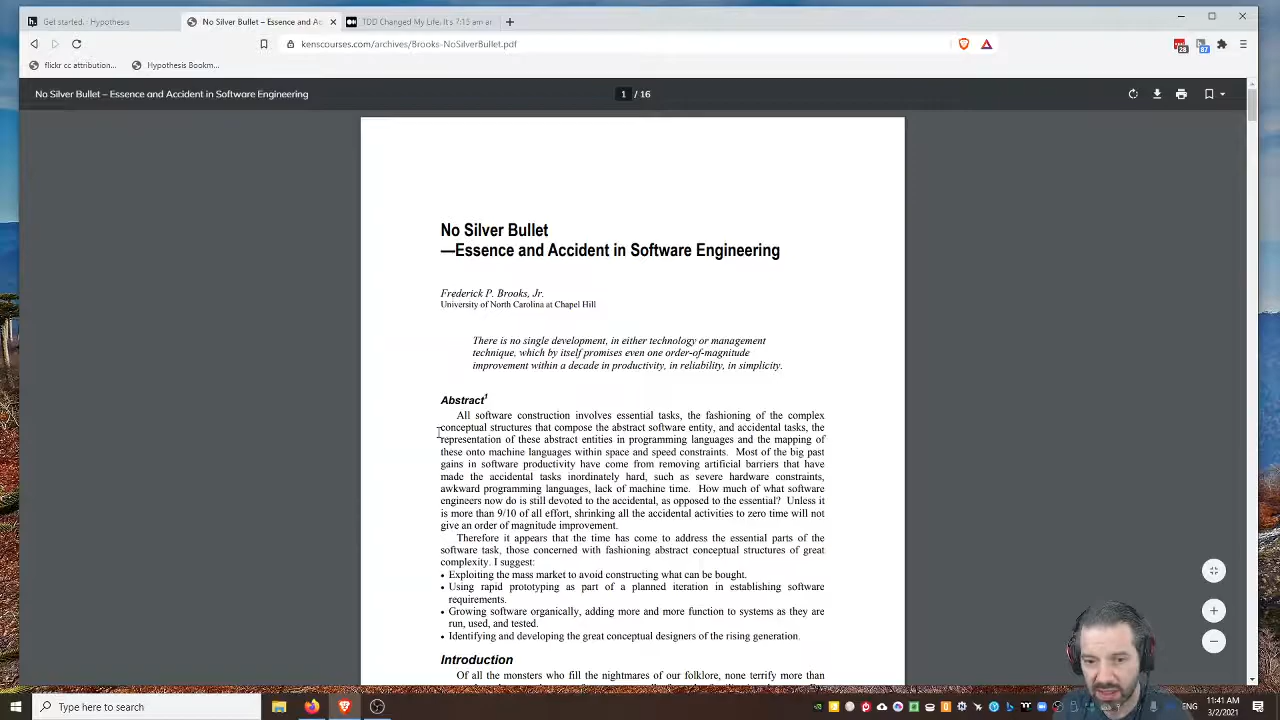 Get started. · Hypothesis
No Silver Bullet – Essence and Ac
TDD Changed My Life. It's 7:15 am
kenscourses.com/archives/Brooks-NoSilverBullet.pdf
28
87
flickr cc attribution...
Hypothesis Bookm...
No Silver Bullet – Essence and Accident in Software Engineering
1 / 16
No Silver Bullet
—Essence and Accident in Software Engineering
Frederick P. Brooks, Jr.
University of North Carolina at Chapel Hill
There is no single development, in either technology or management
technique, which by itself promises even one order-of-magnitude
improvement within a decade in productivity, in reliability, in simplicity.
Abstract1
All software construction involves essential tasks, the fashioning of the complex
conceptual structures that compose the abstract software entity, and accidental tasks, the
representation of these abstract entities in programming languages and the mapping of
these onto machine languages within space and speed constraints. Most of the big past
gains in software productivity have come from removing artificial barriers that have
made the accidental tasks inordinately hard, such as severe hardware constraints,
awkward programming languages, lack of machine time. How much of what software
engineers now do is still devoted to the accidental, as opposed to the essential? Unless it
is more than 9/10 of all effort, shrinking all the accidental activities to zero time will not
give an order of magnitude improvement.
Therefore it appears that the time has come to address the essential parts of the
software task, those concerned with fashioning abstract conceptual structures of great
complexity. I suggest:
• Exploiting the mass market to avoid constructing what can be bought.
• Using rapid prototyping as part of a planned iteration in establishing software
requirements.
• Growing software organically, adding more and more function to systems as they are
run, used, and tested.
• Identifying and developing the great conceptual designers of the rising generation.
Introduction
Of all the monsters who fill the nightmares of our folklore, none terrify more than
Type here to search
ENG
11:41 AM
3/2/2021